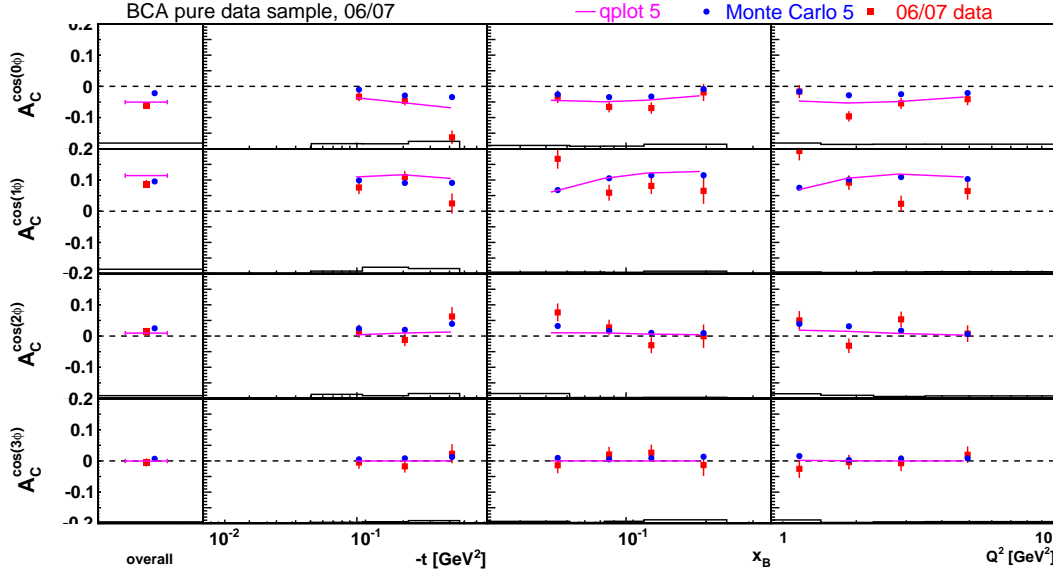 BCA pure data sample, 06/07
qplot 5 Monte Carlo 5 06/07 data
0.2
0.1
0
-0.1
A_C^cos(0φ)
0.2
0.1
0
-0.1
A_C^cos(1φ)
-0.2
0.2
0.1
0
-0.1
A_C^cos(2φ)
0.2
0.1
0
-0.1
-0.2
A_C^cos(3φ)
10^-2 10^-1 10^-1 1 10
overall -t [GeV^2] x_B Q^2 [GeV^2]